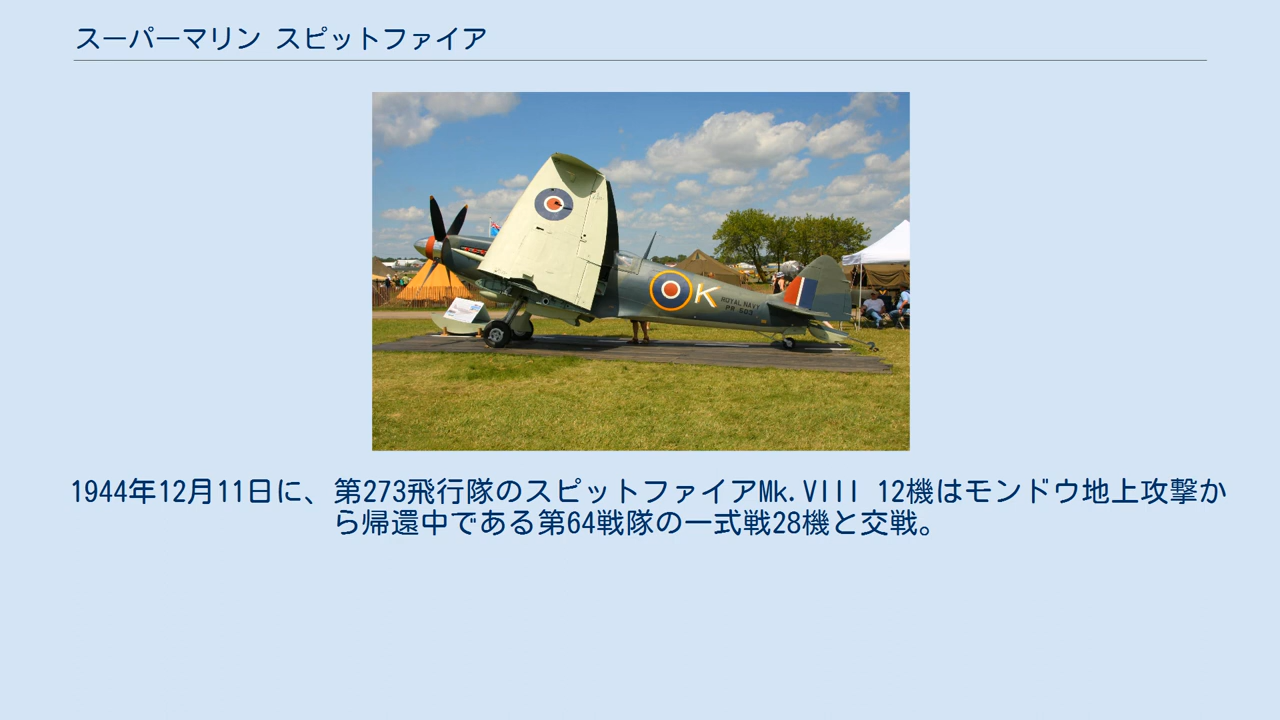 スーパーマリン スピットファイア
K
ROYAL NAVY
PR 503
1944年12月11日に、第273飛行隊のスピットファイアMk.VIII 12機はモンドウ地上攻撃か
ら帰還中である第64戦隊の一式戦28機と交戦。